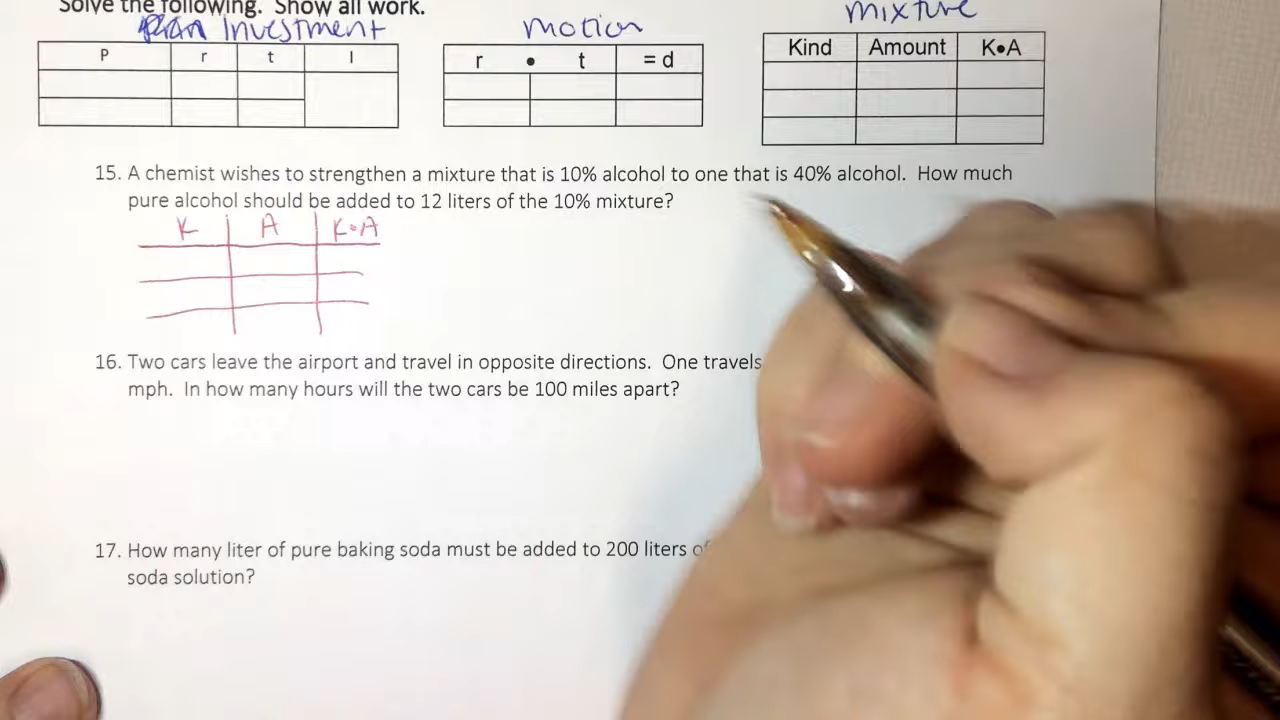 Solve the following. Show all work.
Investment
motion
mixture
P r t I
r • t = d
Kind Amount K•A
15. A chemist wishes to strengthen a mixture that is 10% alcohol to one that is 40% alcohol. How much
pure alcohol should be added to 12 liters of the 10% mixture?
K A K•A
16. Two cars leave the airport and travel in opposite directions. One travels
mph. In how many hours will the two cars be 100 miles apart?
17. How many liter of pure baking soda must be added to 200 liters
soda solution?